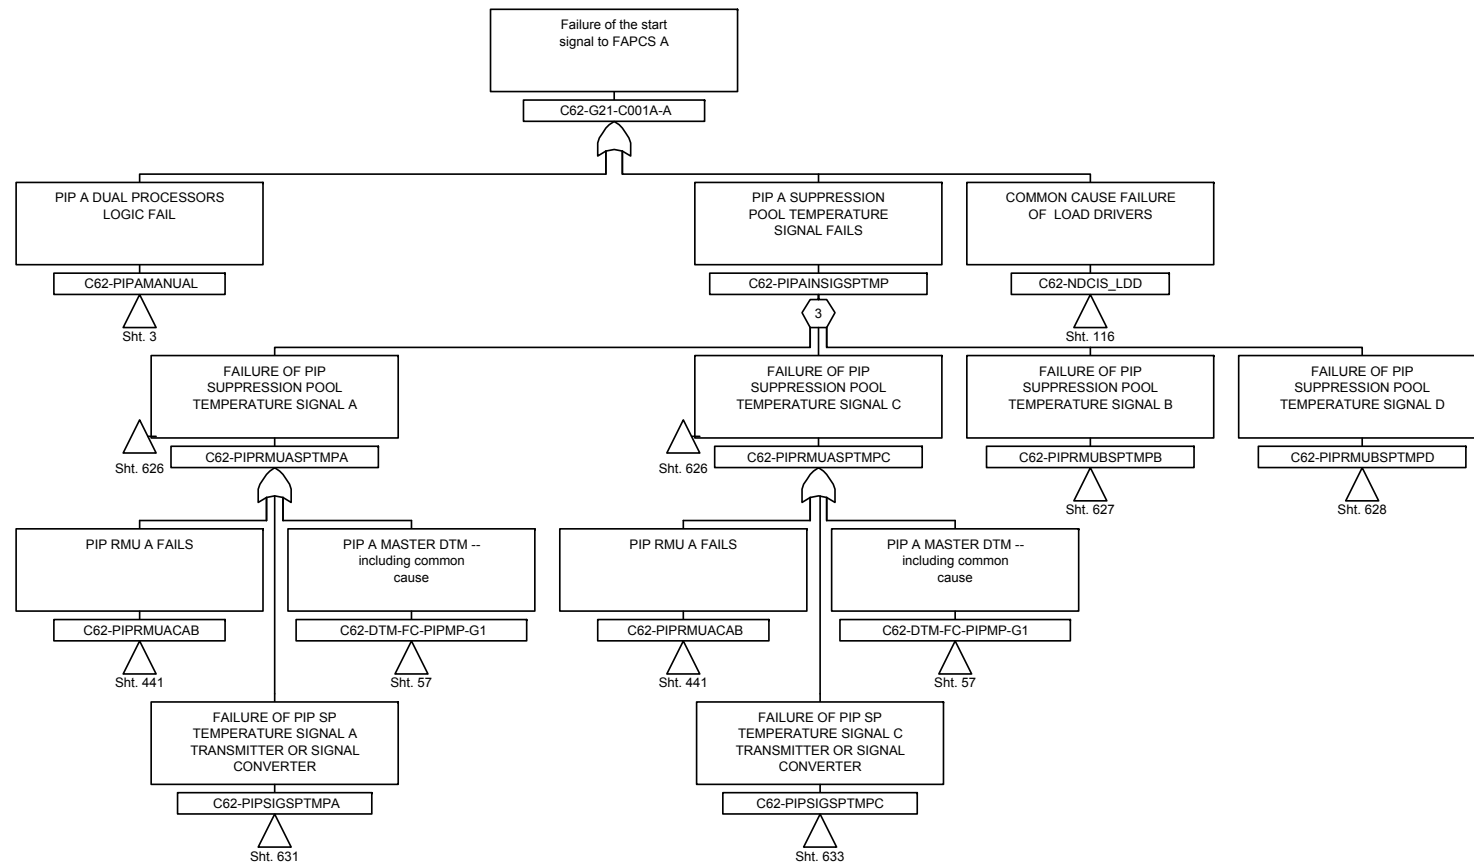 Failure of the start
signal to FAPCS A
C62-G21-C001A-A
PIP A DUAL PROCESSORS
LOGIC FAIL
C62-PIPAMANUAL
Sht. 3
PIP A SUPPRESSION
POOL TEMPERATURE
SIGNAL FAILS
C62-PIPAINSIGSPTMP
3
COMMON CAUSE FAILURE
OF LOAD DRIVERS
C62-NDCIS_LDD
Sht. 116
FAILURE OF PIP
SUPPRESSION POOL
TEMPERATURE SIGNAL A
Sht. 626
C62-PIPRMUASPTMPA
FAILURE OF PIP
SUPPRESSION POOL
TEMPERATURE SIGNAL C
Sht. 626
C62-PIPRMUASPTMPC
FAILURE OF PIP
SUPPRESSION POOL
TEMPERATURE SIGNAL B
C62-PIPRMUBSPTMPB
Sht. 627
FAILURE OF PIP
SUPPRESSION POOL
TEMPERATURE SIGNAL D
C62-PIPRMUBSPTMPD
Sht. 628
PIP RMU A FAILS
C62-PIPRMUACAB
Sht. 441
PIP A MASTER DTM --
including common
cause
C62-DTM-FC-PIPMP-G1
Sht. 57
PIP RMU A FAILS
C62-PIPRMUACAB
Sht. 441
PIP A MASTER DTM --
including common
cause
C62-DTM-FC-PIPMP-G1
Sht. 57
FAILURE OF PIP SP
TEMPERATURE SIGNAL A
TRANSMITTER OR SIGNAL
CONVERTER
C62-PIPSIGSPTMPA
Sht. 631
FAILURE OF PIP SP
TEMPERATURE SIGNAL C
TRANSMITTER OR SIGNAL
CONVERTER
C62-PIPSIGSPTMPC
Sht. 633